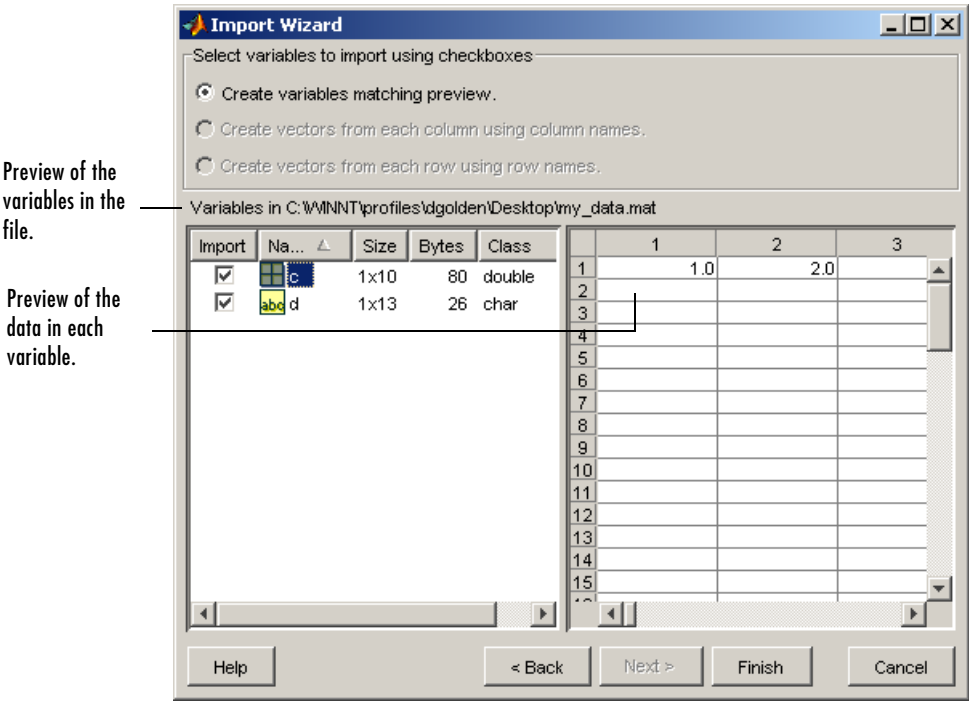 Import Wizard
Select variables to import using checkboxes
Create variables matching preview.
Create vectors from each column using column names.
Create vectors from each row using row names.
Preview of the
variables in the
file.
Variables in C:\WINNT\profiles\dgolden\Desktop\my_data.mat
Import Na... Size Bytes Class
c 1x10 80 double
abc d 1x13 26 char
Preview of the
data in each
variable.
1 2 3
1 1.0 2.0
2
3
4
5
6
7
8
9
10
11
12
13
14
15
Help < Back Next > Finish Cancel